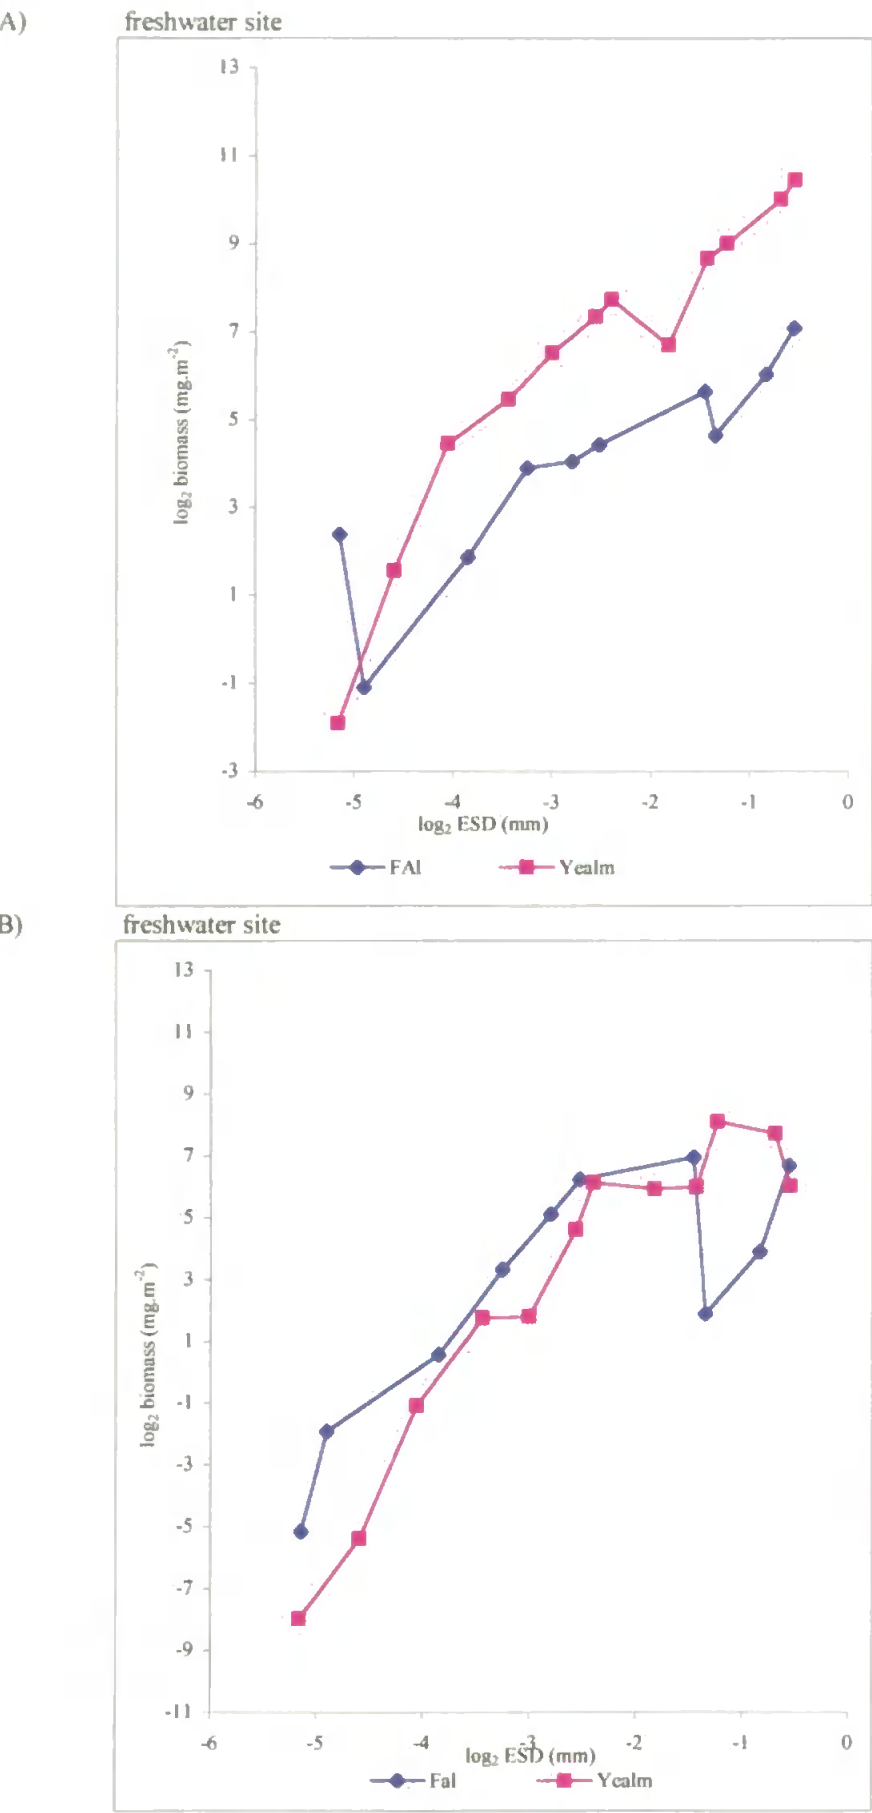 A)
freshwater site
13
11
9
7
5
3
1
-1
-3
log₂ biomass (mg.m⁻²)
-6 -5 -4 -3 -2 -1 0
log₂ ESD (mm)
FAl Yealm
B)
freshwater site
13
11
9
7
5
3
1
-1
-3
-5
-7
-9
-11
log₂ biomass (mg.m⁻²)
-6 -5 -4 -3 -2 -1 0
log₂ ESD (mm)
Fal Yealm